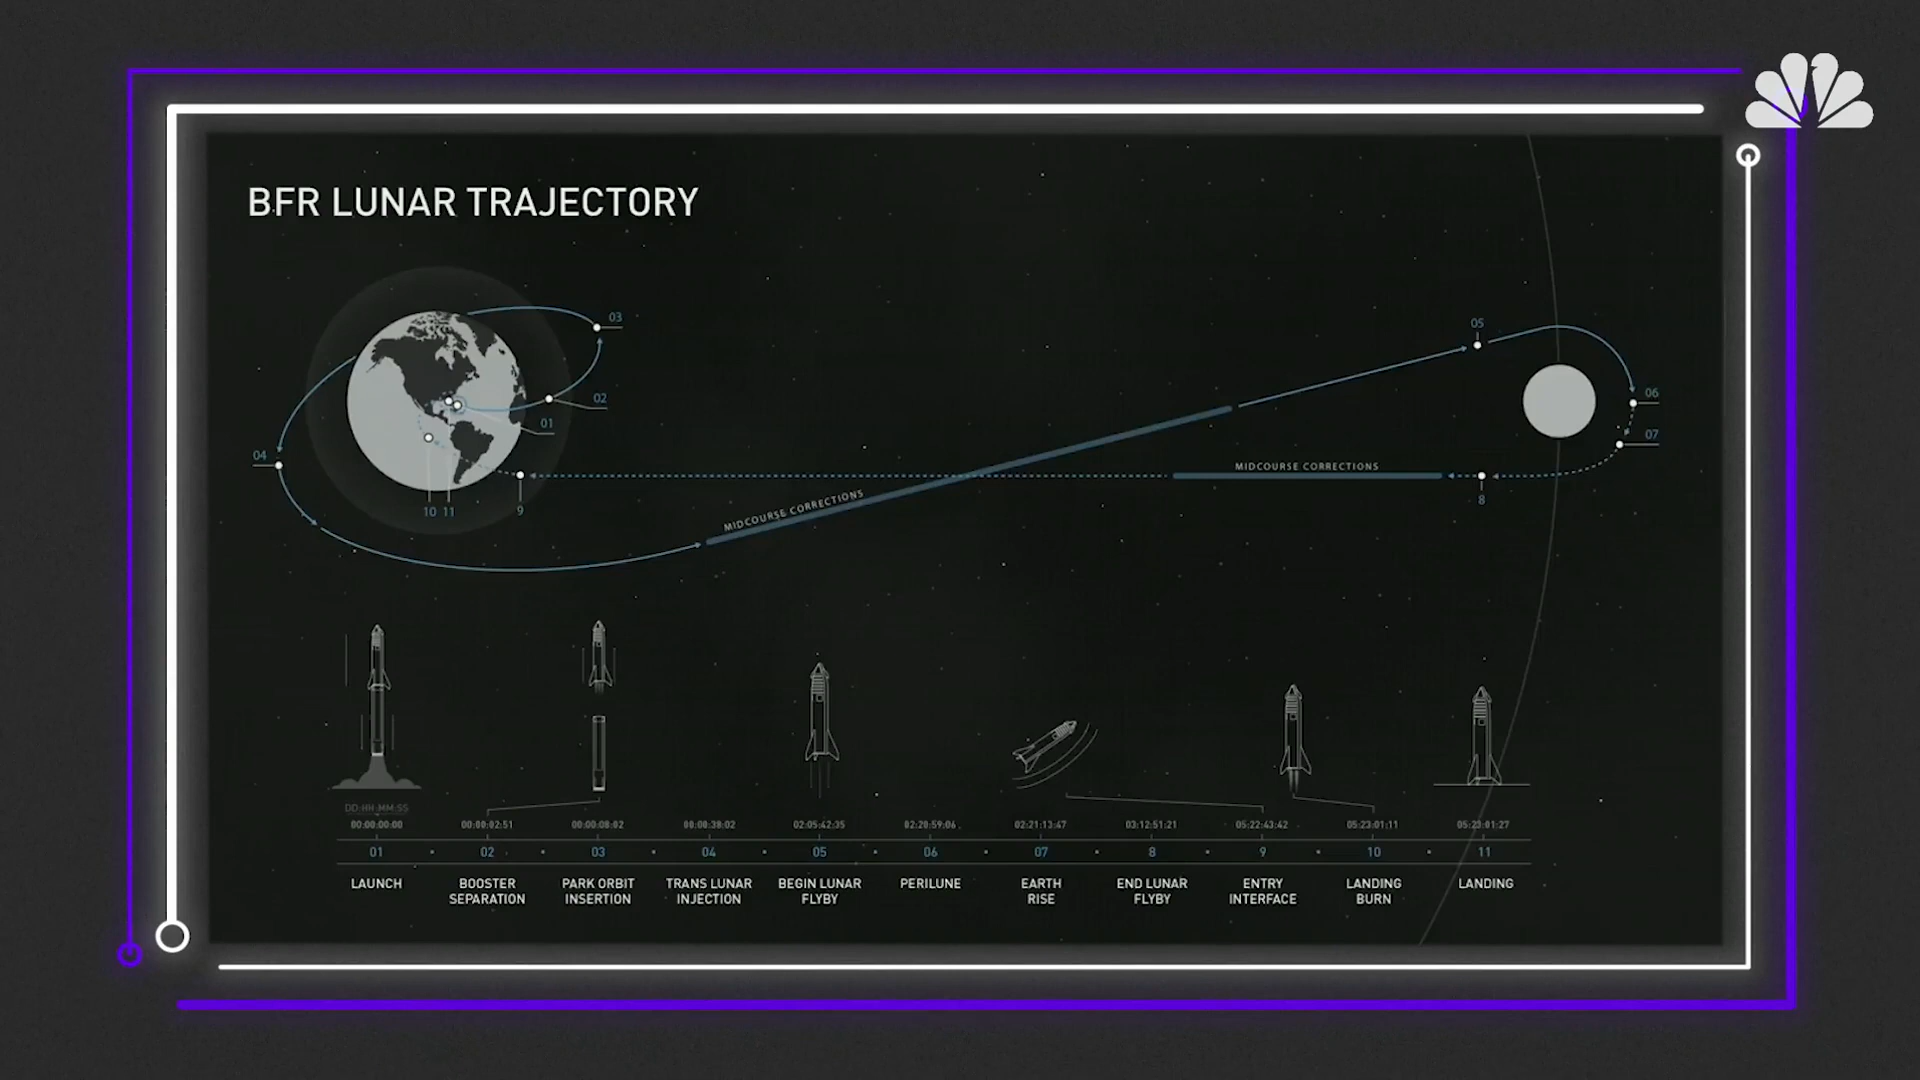 BFR LUNAR TRAJECTORY
03
02
01
04
05
06
07
MIDCOURSE CORRECTIONS
MIDCOURSE CORRECTIONS
8
9
10 11
DD:HH:MM:SS
00:00:00:00 00:00:02:51 00:00:08:02 00:00:38:02 02:05:42:35 02:20:59:06 02:21:13:47 03:12:51:21 05:22:43:42 05:23:01:11 05:23:01:27
01 02 03 04 05 06 07 8 9 10 11
LAUNCH BOOSTER PARK ORBIT TRANS LUNAR BEGIN LUNAR PERILUNE EARTH END LUNAR ENTRY LANDING LANDING
SEPARATION INSERTION INJECTION FLYBY RISE FLYBY INTERFACE BURN